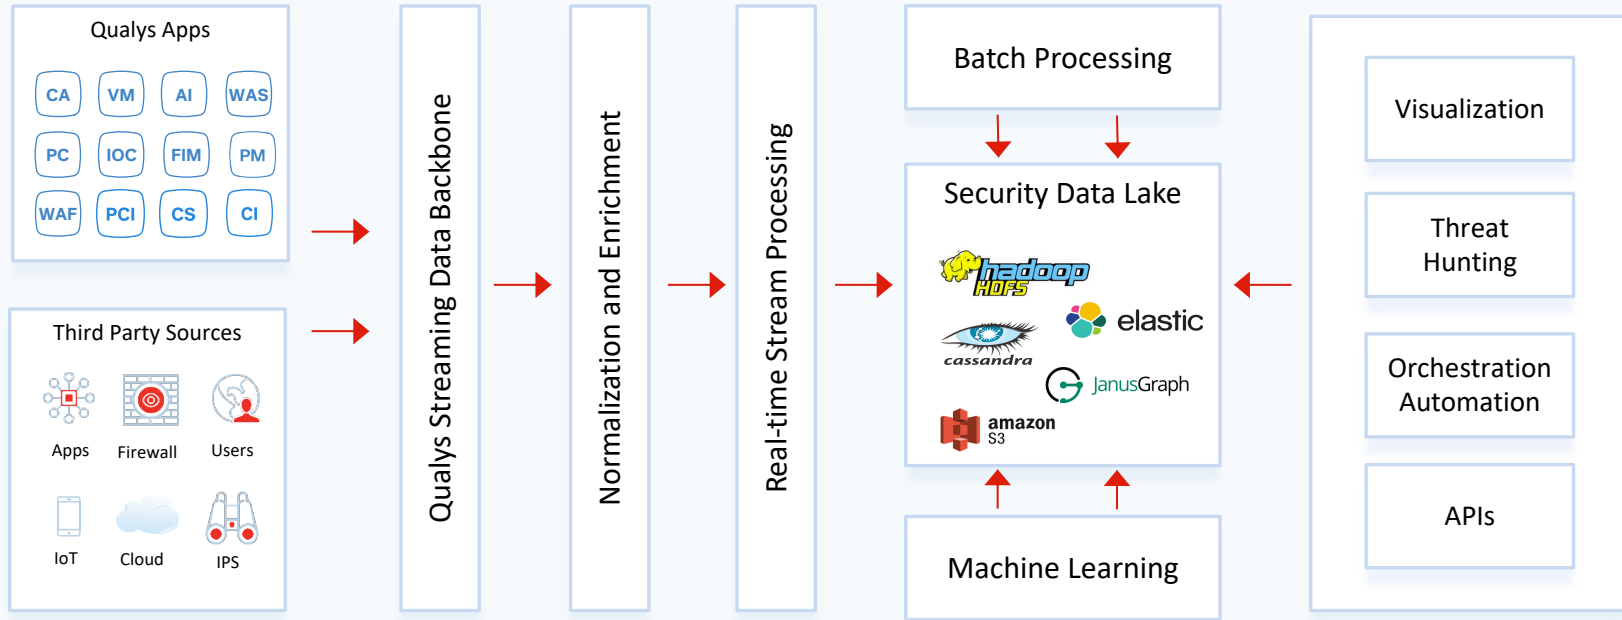 Qualys Apps
CA VM AI WAS
PC IOC FIM PM
WAF PCI CS CI
Third Party Sources
Apps Firewall Users
IoT Cloud IPS
Qualys Streaming Data Backbone
Normalization and Enrichment
Real-time Stream Processing
Batch Processing
Security Data Lake
hadoop
HDFS
elastic
cassandra
JanusGraph
amazon
S3
Machine Learning
Visualization
Threat
Hunting
Orchestration
Automation
APIs